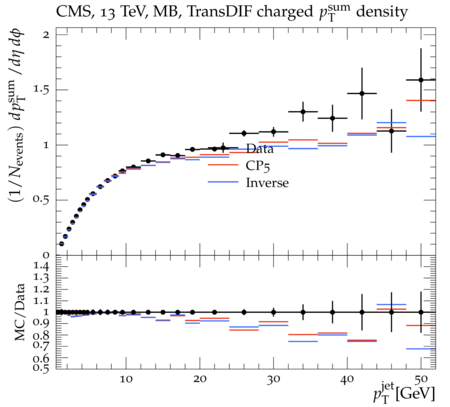 CMS, 13 TeV, MB, TransDIF charged p_T^sum density
(1/N_events) dp_T^sum/dη dϕ
2
1.5
1
0.5
0
Data
CP5
Inverse
MC/Data
1.4
1.3
1.2
1.1
1
0.9
0.8
0.7
0.6
0.5
10 20 30 40 50
p_T^jet [GeV]